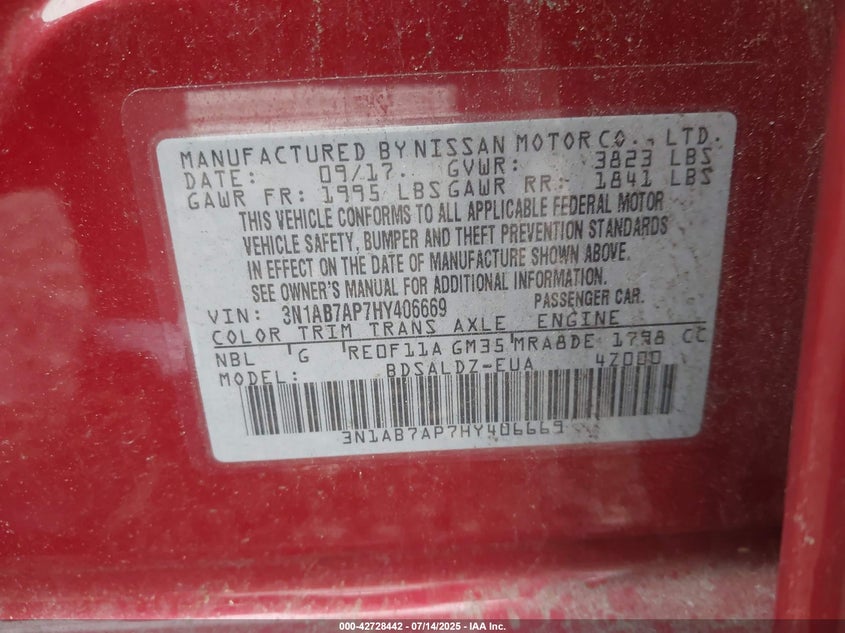 MANUFACTURED BY NISSAN MOTOR CO., LTD.
DATE: 09/17. GVWR: 3823 LBS
GAWR FR: 1995 LBS GAWR RR: 1841 LBS
THIS VEHICLE CONFORMS TO ALL APPLICABLE FEDERAL MOTOR
VEHICLE SAFETY, BUMPER AND THEFT PREVENTION STANDARDS
IN EFFECT ON THE DATE OF MANUFACTURE SHOWN ABOVE.
SEE OWNER'S MANUAL FOR ADDITIONAL INFORMATION.
VIN: 3N1AB7AP7HY406669 PASSENGER CAR.
COLOR TRIM TRANS AXLE ENGINE
NBL G RE0F11A GM35 MRA8DE 1798 CC
MODEL: BDSALDZ-EUA 4Z000
3N1AB7AP7HY406669
000-42728442 / 07/14/2025 - IAA Inc.